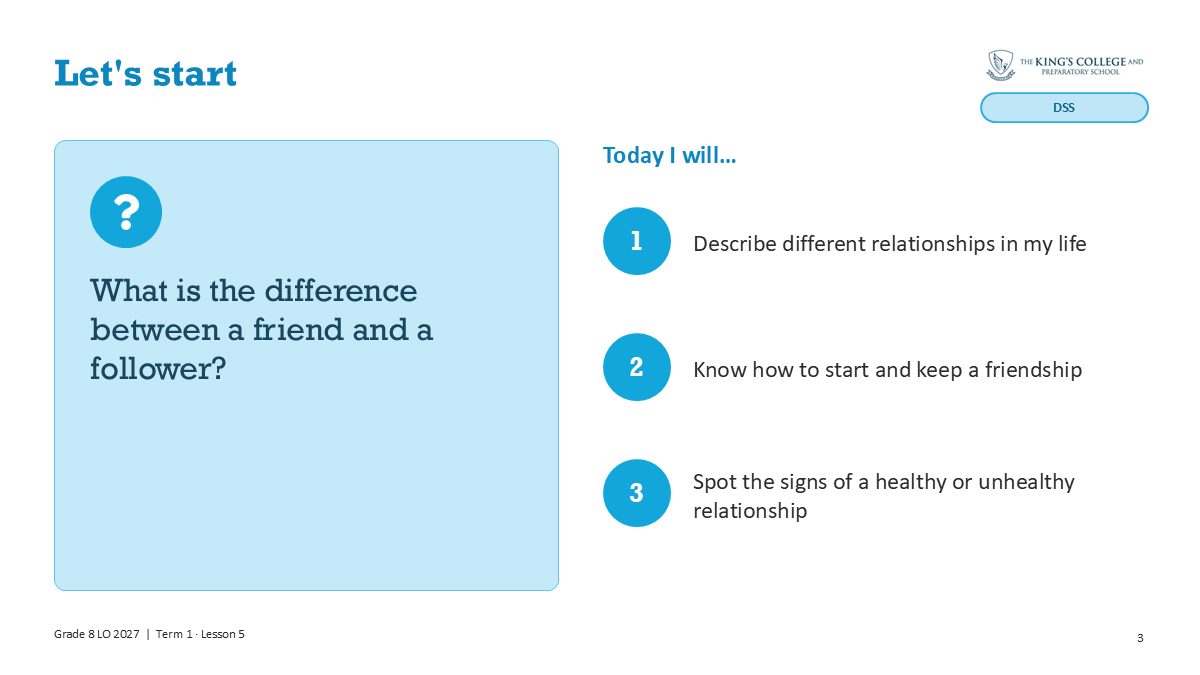 Let's start
THE KING'S COLLEGE AND
PREPARATORY SCHOOL
DSS
?
What is the difference
between a friend and a
follower?
Today I will...
1
Describe different relationships in my life
2
Know how to start and keep a friendship
3
Spot the signs of a healthy or unhealthy
relationship
Grade 8 LO 2027 | Term 1 · Lesson 5
3